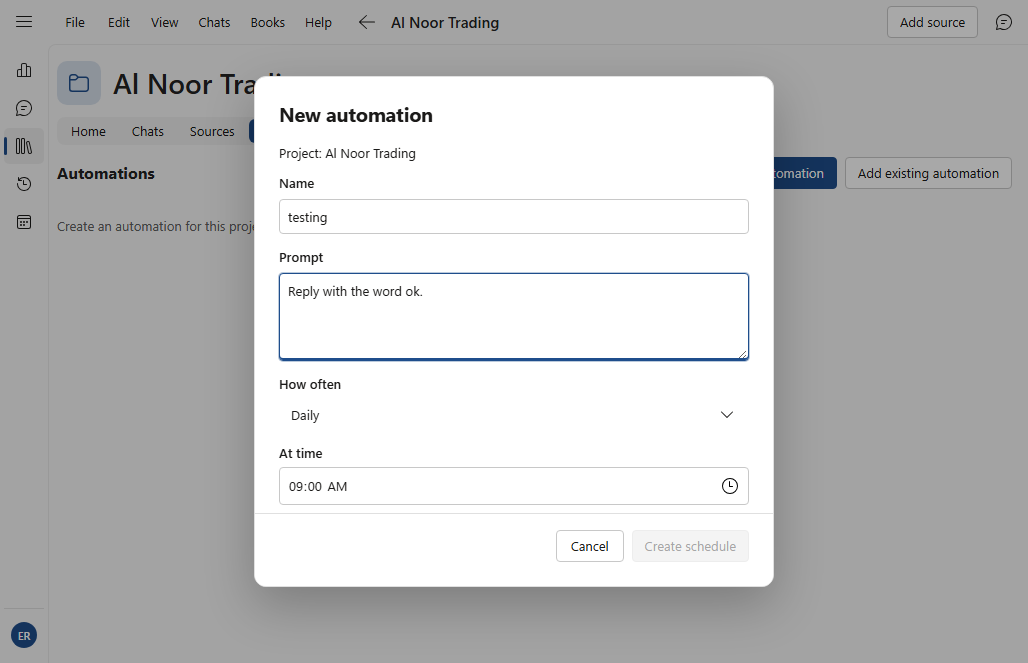 File Edit View Chats Books Help Al Noor Trading Add source
Al Noor Tra
Home Chats Sources
Automations
tomation Add existing automation
Create an automation for this proje
New automation
Project: Al Noor Trading
Name
testing
Prompt
Reply with the word ok.
How often
Daily
At time
09:00 AM
Cancel Create schedule
ER